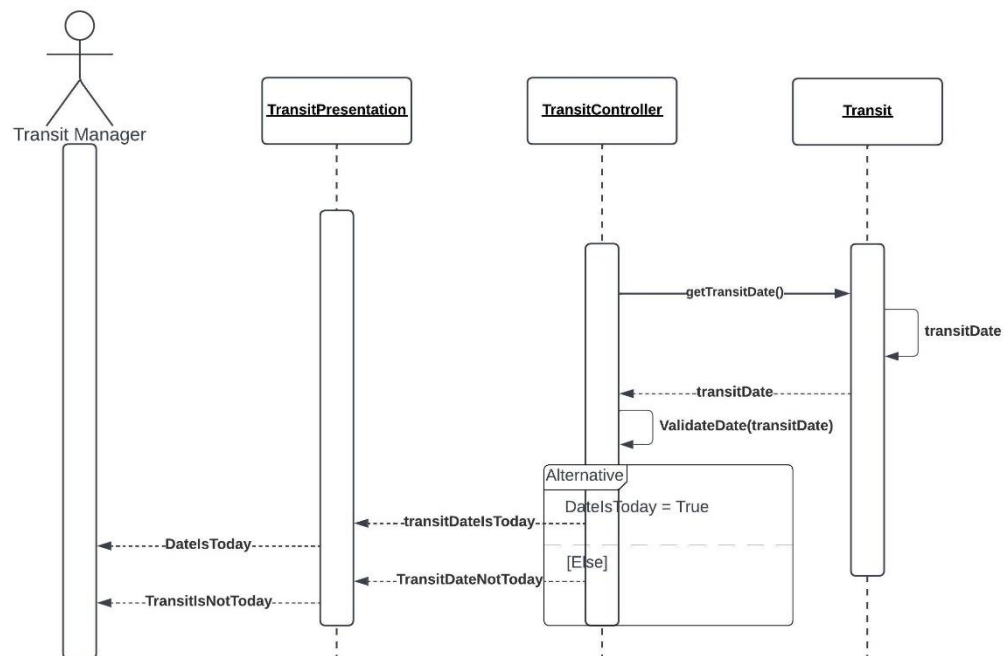 Transit Manager
TransitPresentation
TransitController
Transit
getTransitDate()
transitDate
transitDate
ValidateDate(transitDate)
Alternative
DateIsToday = True
transitDateIsToday
DateIsToday
[Else]
TransitDateNotToday
TransitIsNotToday